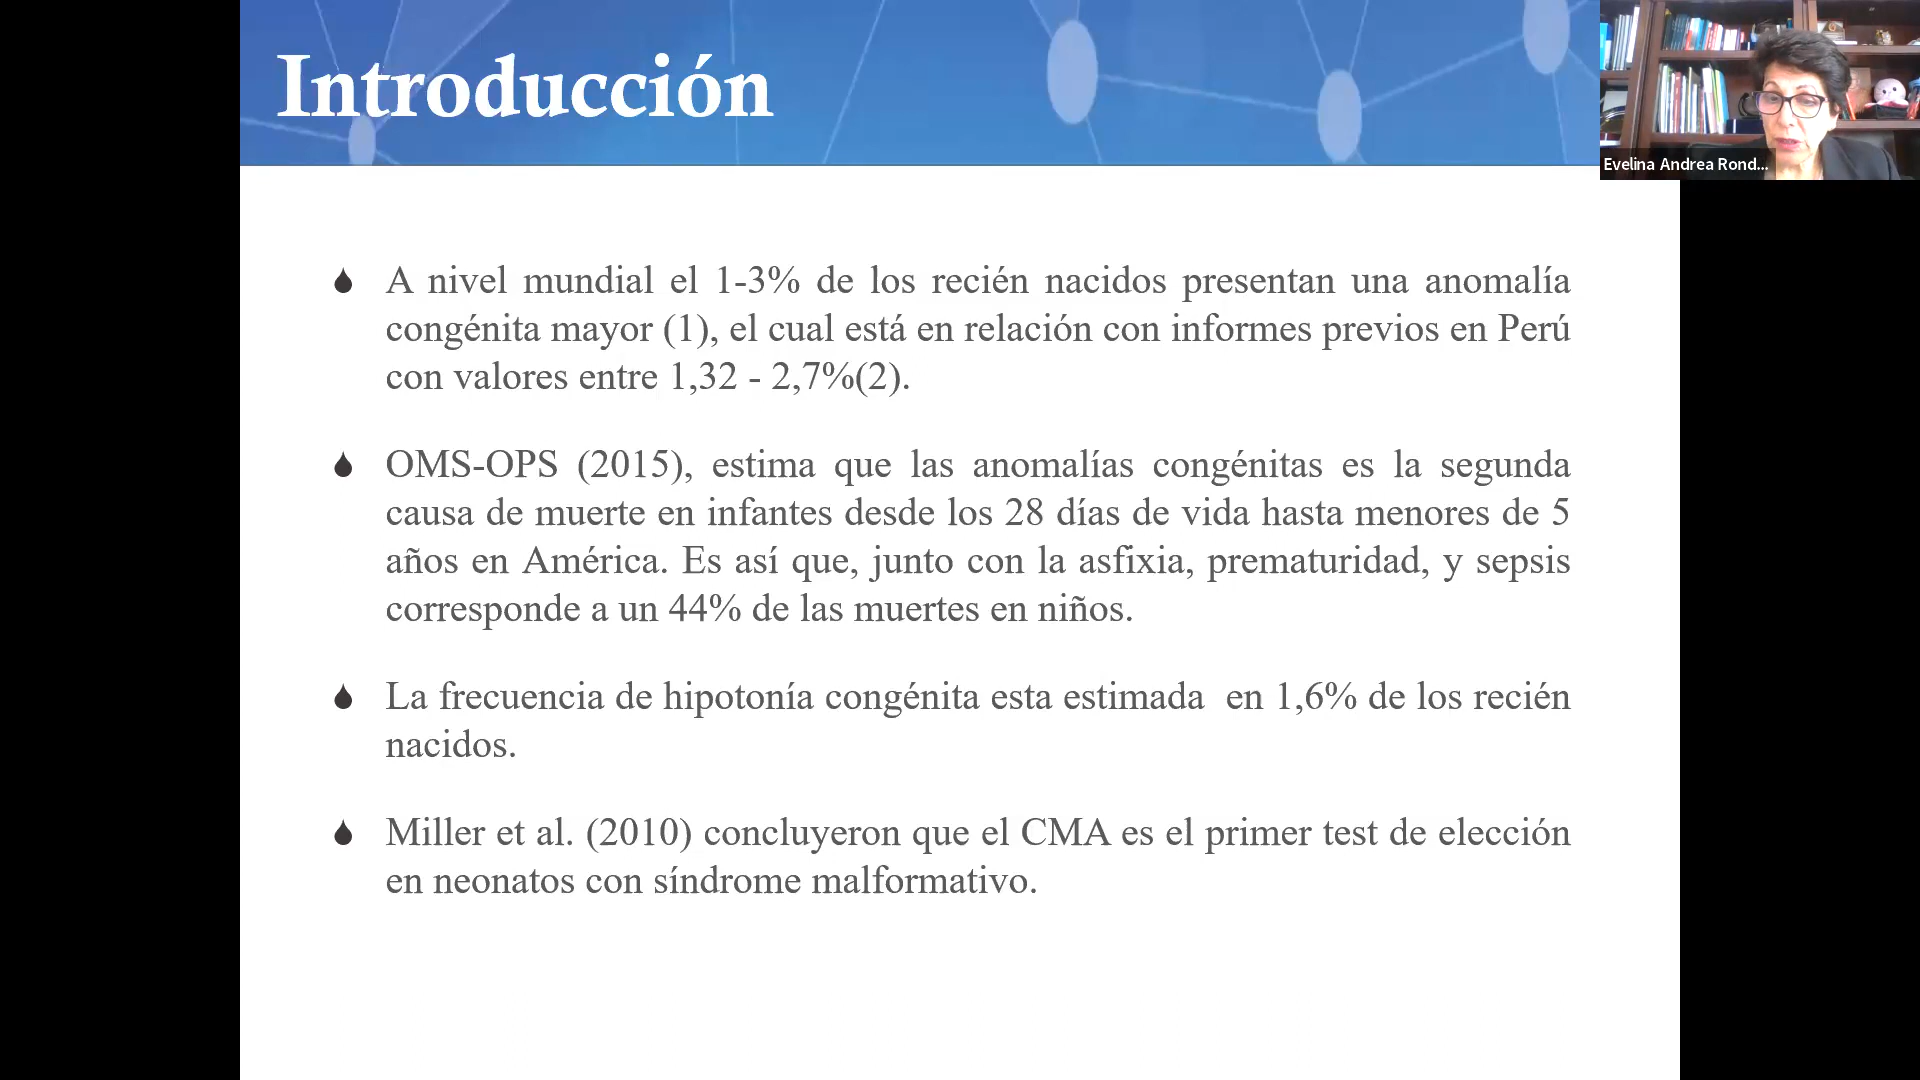 Introducción
Evelina Andrea Rond...
A nivel mundial el 1-3% de los recién nacidos presentan una anomalía
congénita mayor (1), el cual está en relación con informes previos en Perú
con valores entre 1,32 - 2,7%(2).
OMS-OPS (2015), estima que las anomalías congénitas es la segunda
causa de muerte en infantes desde los 28 días de vida hasta menores de 5
años en América. Es así que, junto con la asfixia, prematuridad, y sepsis
corresponde a un 44% de las muertes en niños.
La frecuencia de hipotonía congénita esta estimada  en 1,6% de los recién
nacidos.
Miller et al. (2010) concluyeron que el CMA es el primer test de elección
en neonatos con síndrome malformativo.